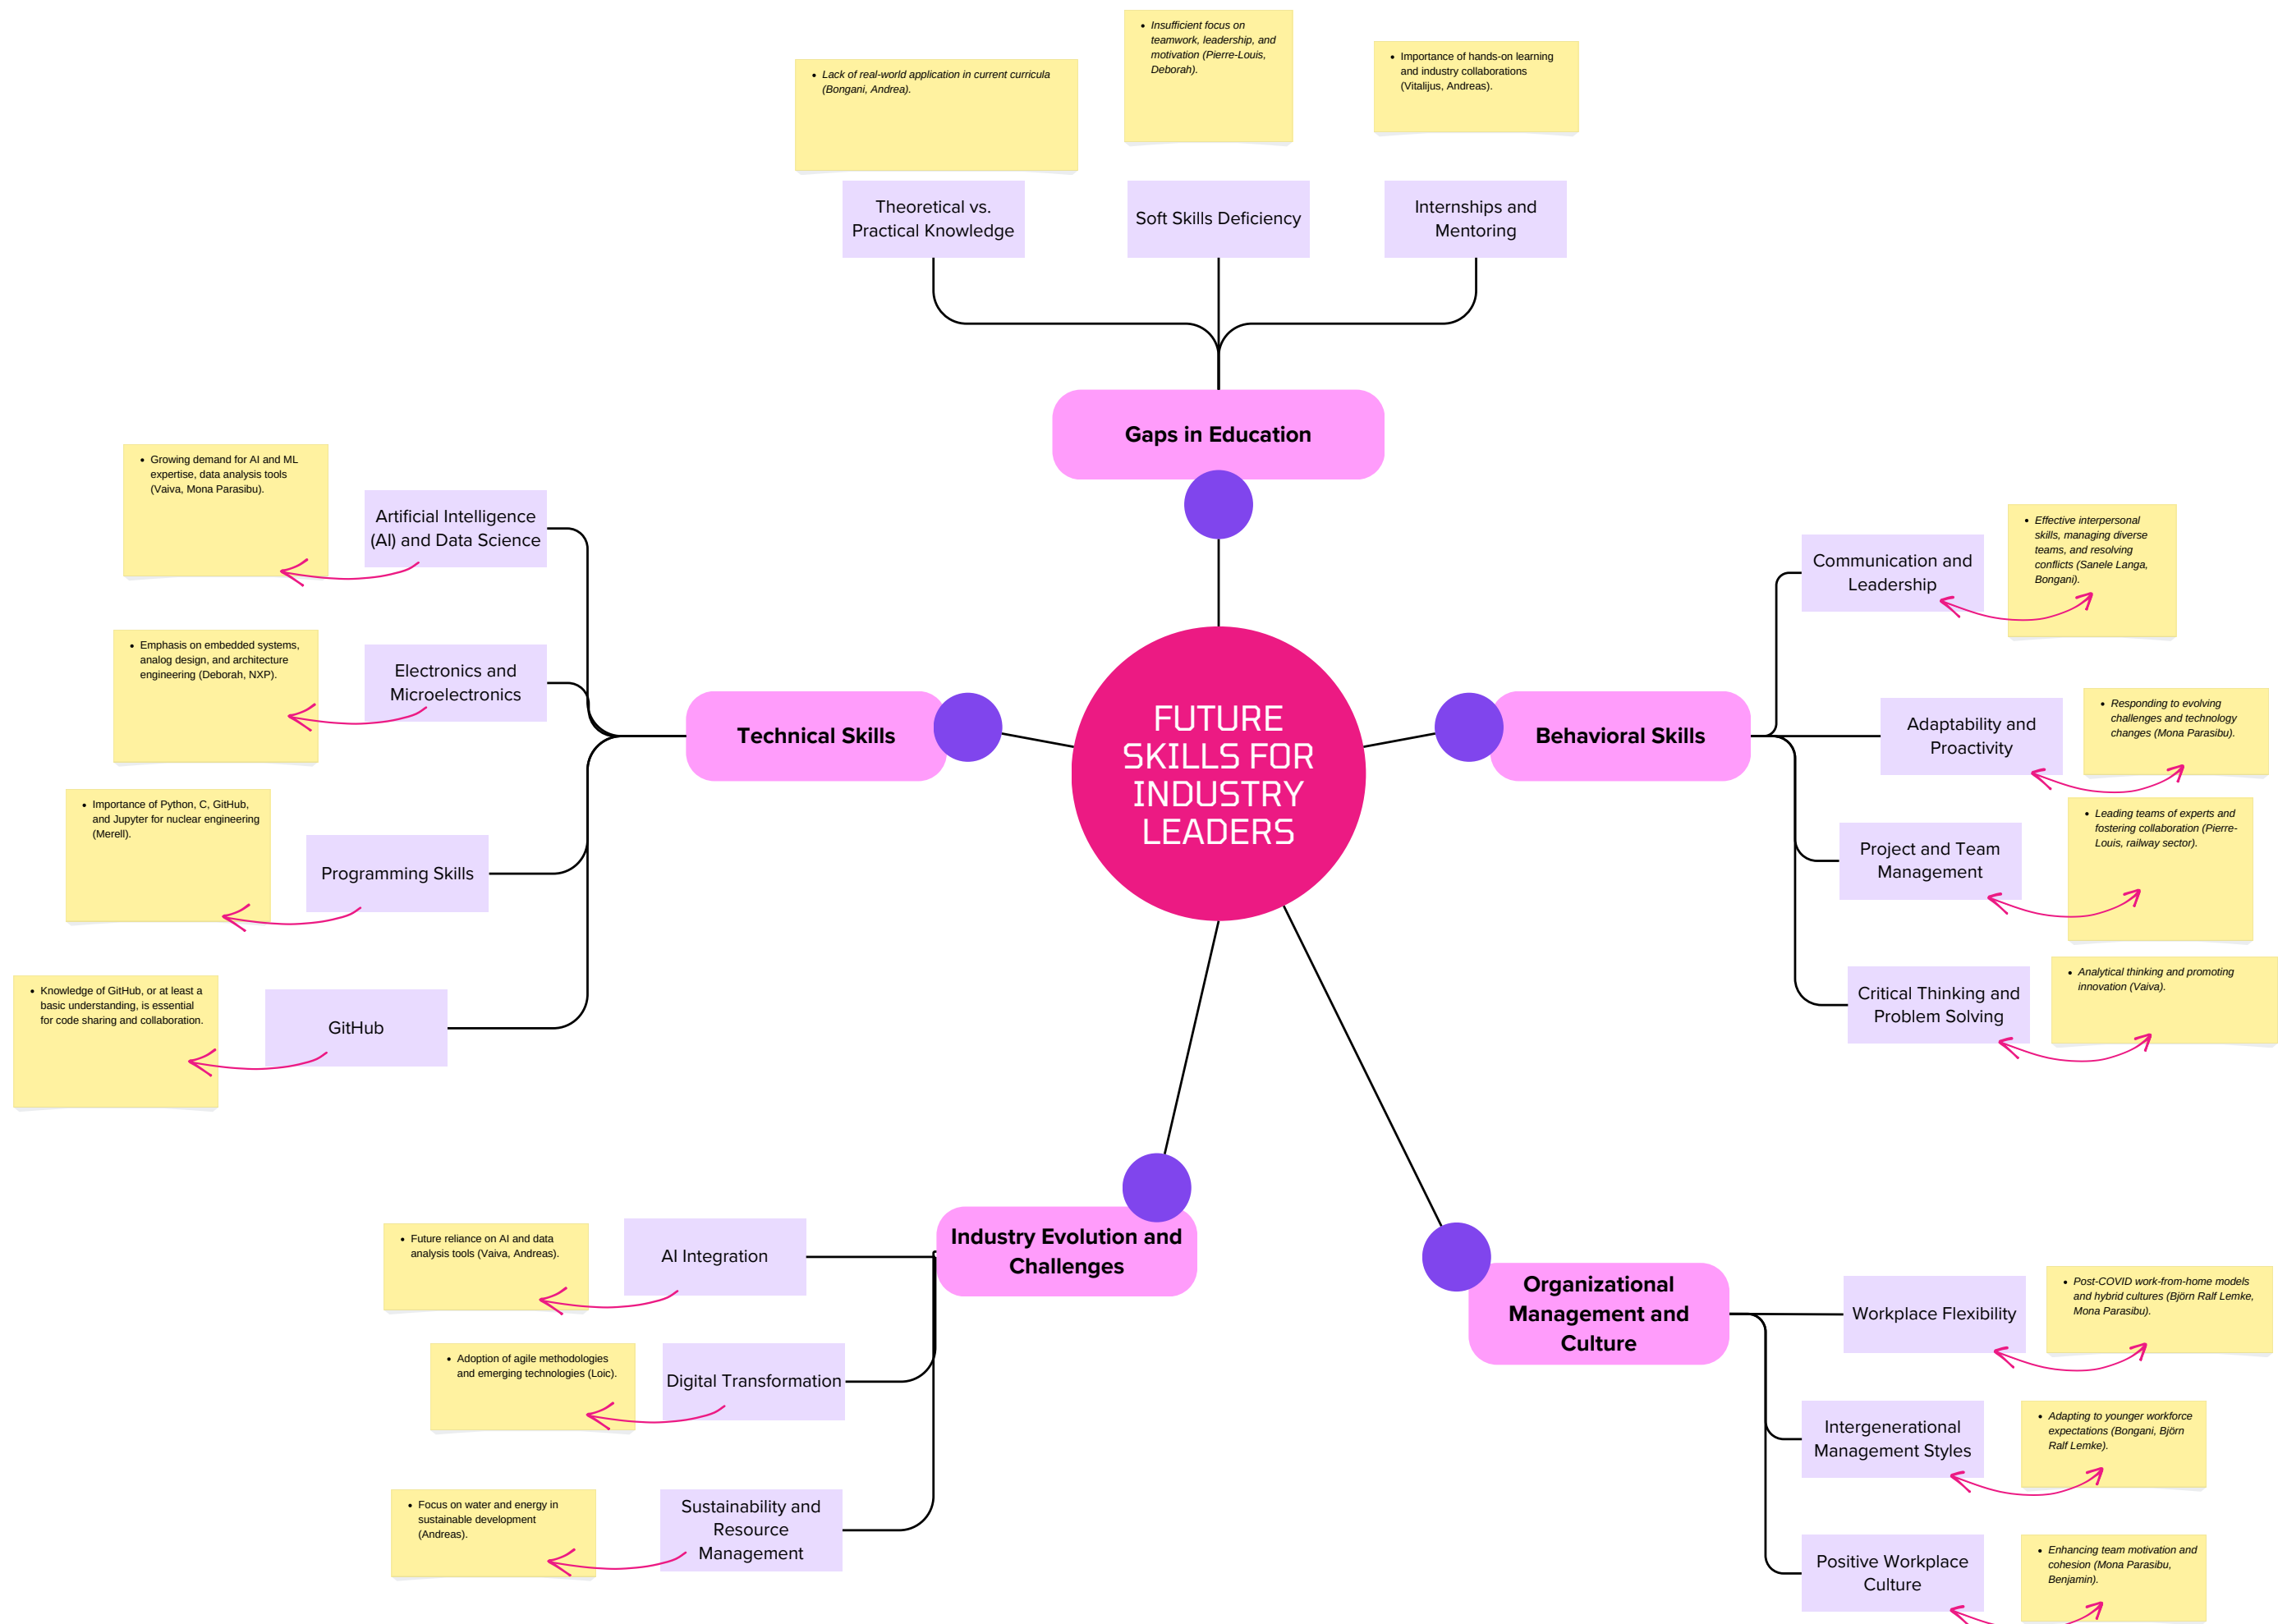 • Insufficient focus on
teamwork, leadership, and
motivation (Pierre-Louis,
Deborah).
• Lack of real-world application in current curricula
(Bongani, Andrea).
• Importance of hands-on learning
and industry collaborations
(Vitalijus, Andreas).
Theoretical vs.
Practical Knowledge
Soft Skills Deficiency
Internships and
Mentoring
Gaps in Education
• Growing demand for AI and ML
expertise, data analysis tools
(Vaiva, Mona Parasibu).
Artificial Intelligence
(AI) and Data Science
• Emphasis on embedded systems,
analog design, and architecture
engineering (Deborah, NXP).
Electronics and
Microelectronics
Technical Skills
• Importance of Python, C, GitHub,
and Jupyter for nuclear engineering
(Merell).
Programming Skills
• Knowledge of GitHub, or at least a
basic understanding, is essential
for code sharing and collaboration.
GitHub
FUTURE
SKILLS FOR
INDUSTRY
LEADERS
Behavioral Skills
Communication and
Leadership
• Effective interpersonal
skills, managing diverse
teams, and resolving
conflicts (Sanele Langa,
Bongani).
Adaptability and
Proactivity
• Responding to evolving
challenges and technology
changes (Mona Parasibu).
Project and Team
Management
• Leading teams of experts and
fostering collaboration (Pierre-
Louis, railway sector).
Critical Thinking and
Problem Solving
• Analytical thinking and promoting
innovation (Vaiva).
Industry Evolution and
Challenges
• Future reliance on AI and data
analysis tools (Vaiva, Andreas).
AI Integration
• Adoption of agile methodologies
and emerging technologies (Loic).
Digital Transformation
• Focus on water and energy in
sustainable development
(Andreas).
Sustainability and
Resource
Management
Organizational
Management and
Culture
Workplace Flexibility
• Post-COVID work-from-home models
and hybrid cultures (Björn Ralf Lemke,
Mona Parasibu).
Intergenerational
Management Styles
• Adapting to younger workforce
expectations (Bongani, Björn
Ralf Lemke).
Positive Workplace
Culture
• Enhancing team motivation and
cohesion (Mona Parasibu,
Benjamin).